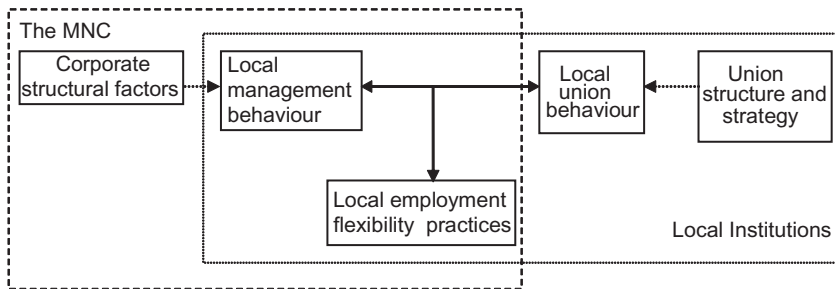 The MNC
Corporate
structural factors
Local
management
behaviour
Local
union
behaviour
Union
structure and
strategy
Local employment
flexibility practices
Local Institutions